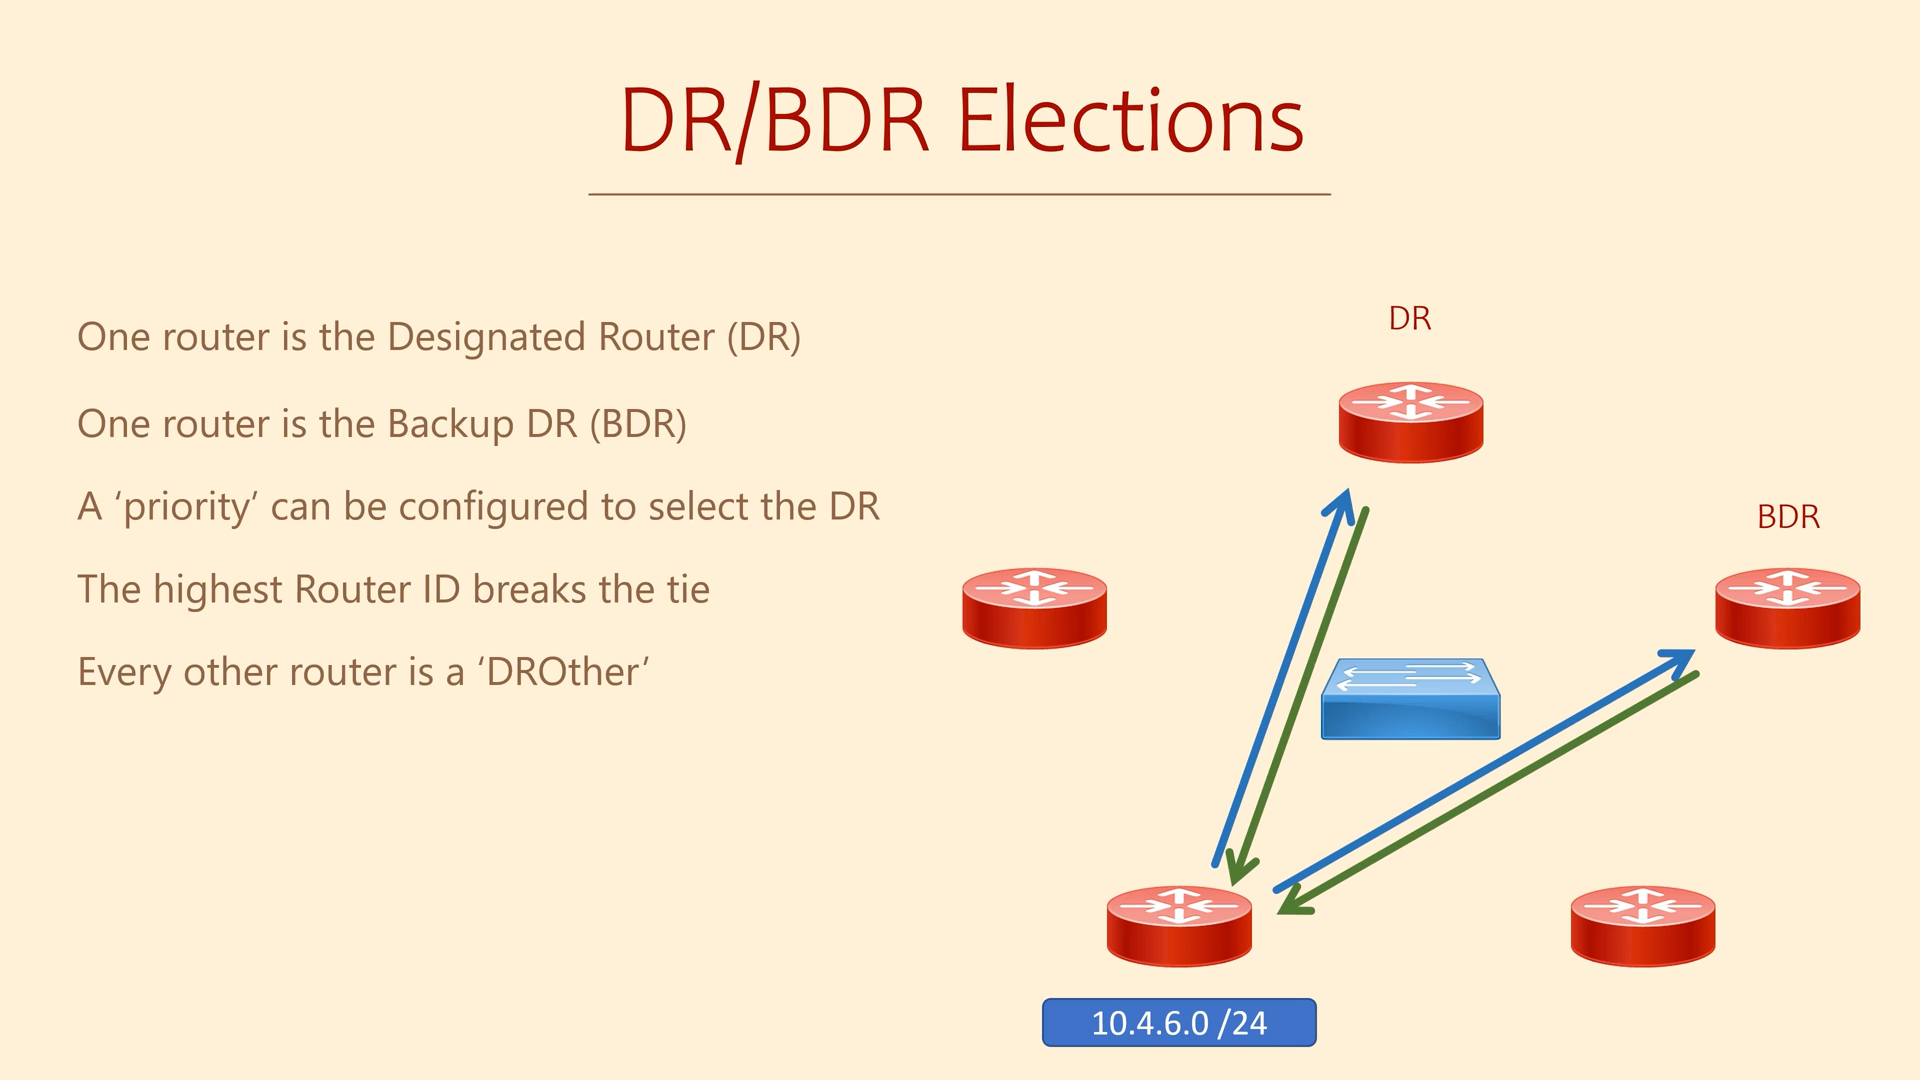 DR/BDR Elections
One router is the Designated Router (DR)
One router is the Backup DR (BDR)
A ‘priority’ can be configured to select the DR
The highest Router ID breaks the tie
Every other router is a ‘DROther’
DR
BDR
10.4.6.0 /24